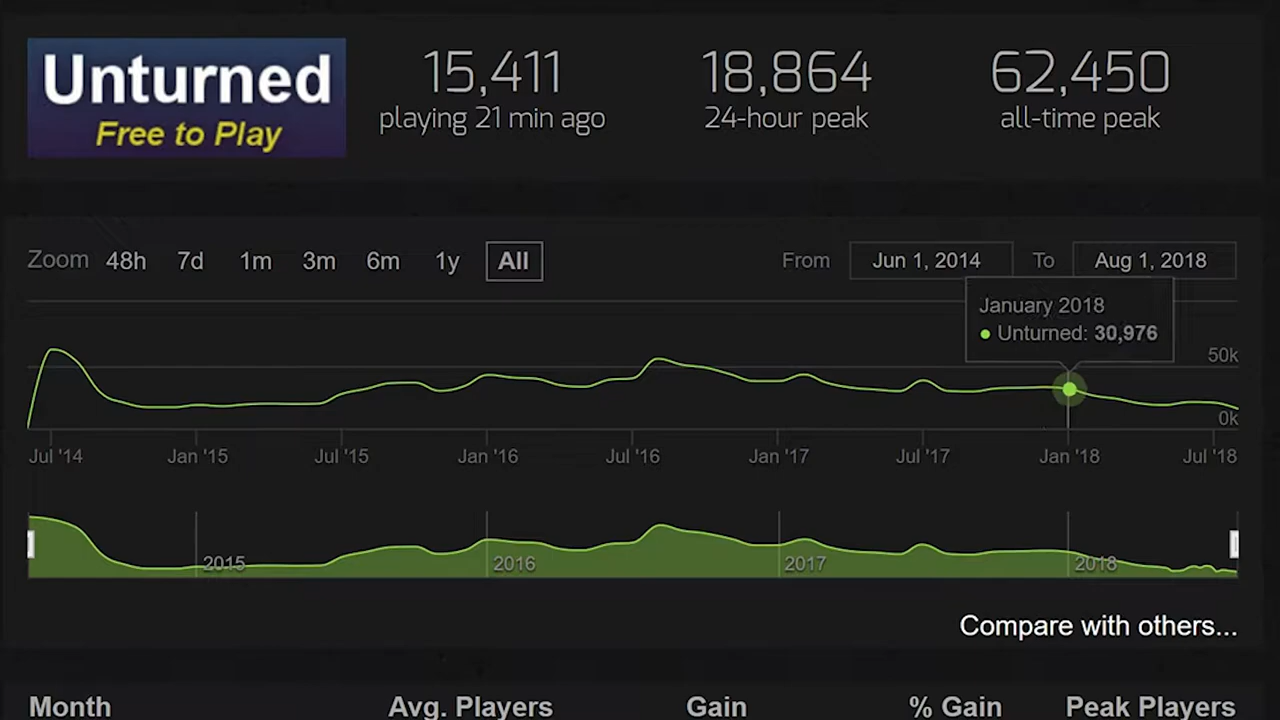 Unturned
Free to Play
15,411
playing 21 min ago
18,864
24-hour peak
62,450
all-time peak
Zoom 48h 7d 1m 3m 6m 1y All
From Jun 1, 2014 To Aug 1, 2018
January 2018
Unturned: 30,976
50k
0k
Jul '14 Jan '15 Jul '15 Jan '16 Jul '16 Jan '17 Jul '17 Jan '18 Jul '18
2015 2016 2017 2018
Compare with others...
Month Avg. Players Gain % Gain Peak Players